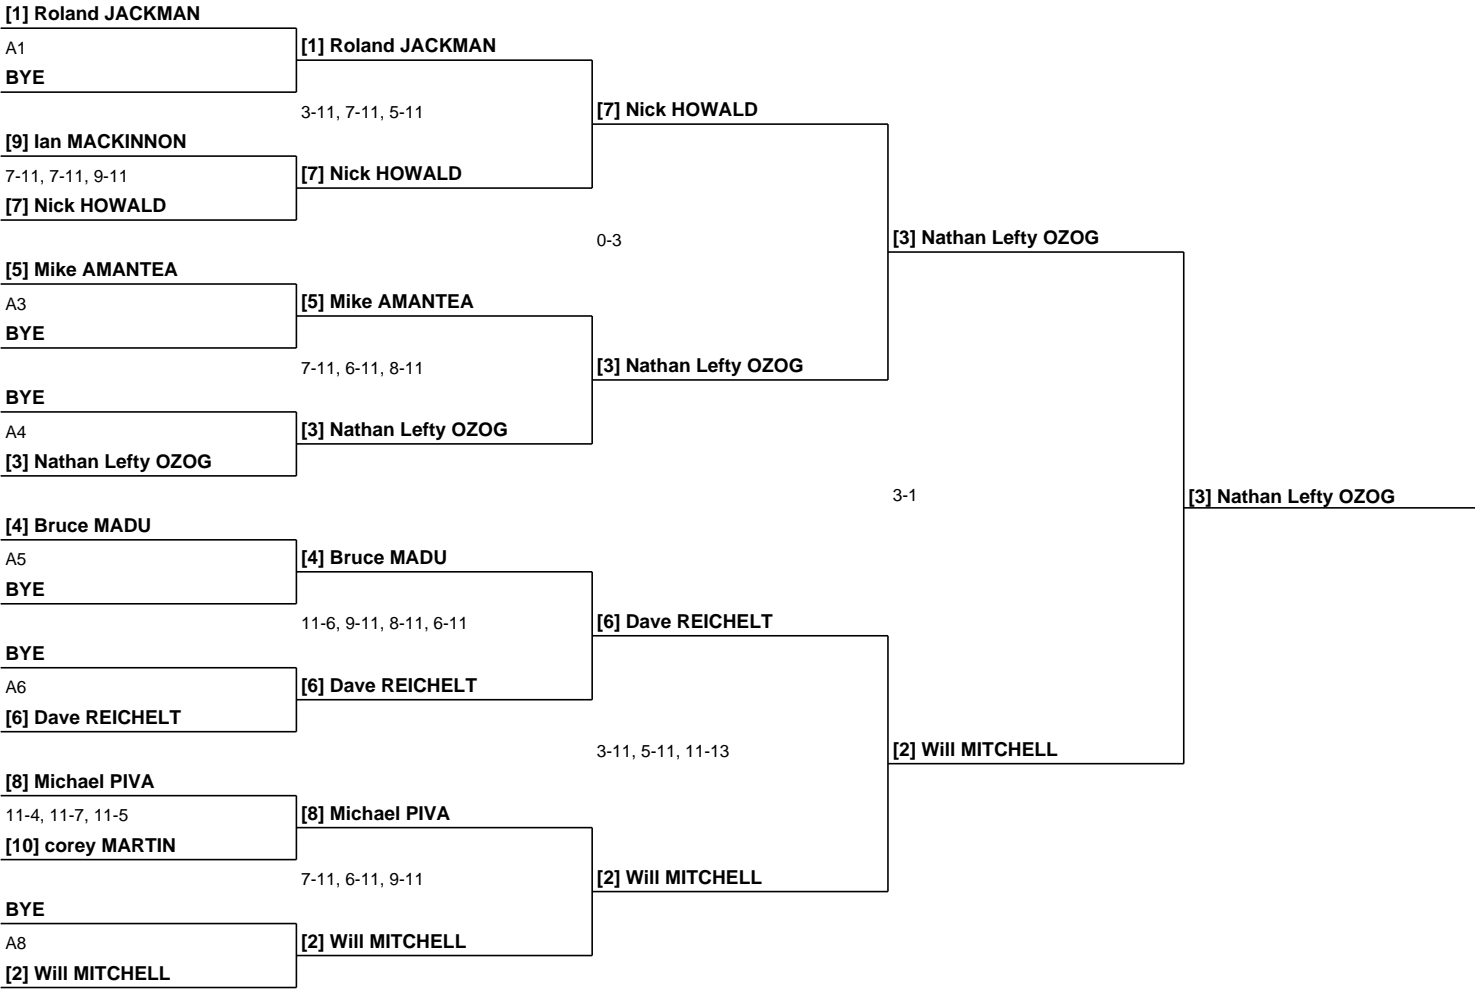 [1] Roland JACKMAN
A1
BYE
[9] Ian MACKINNON
7-11, 7-11, 9-11
[7] Nick HOWALD
[5] Mike AMANTEA
A3
BYE
BYE
A4
[3] Nathan Lefty OZOG
[4] Bruce MADU
A5
BYE
BYE
A6
[6] Dave REICHELT
[8] Michael PIVA
11-4, 11-7, 11-5
[10] corey MARTIN
BYE
A8
[2] Will MITCHELL
[1] Roland JACKMAN
3-11, 7-11, 5-11
[7] Nick HOWALD
[5] Mike AMANTEA
7-11, 6-11, 8-11
[3] Nathan Lefty OZOG
[4] Bruce MADU
11-6, 9-11, 8-11, 6-11
[6] Dave REICHELT
[8] Michael PIVA
7-11, 6-11, 9-11
[2] Will MITCHELL
[7] Nick HOWALD
0-3
[3] Nathan Lefty OZOG
[6] Dave REICHELT
3-11, 5-11, 11-13
[2] Will MITCHELL
[3] Nathan Lefty OZOG
3-1
[2] Will MITCHELL
[3] Nathan Lefty OZOG